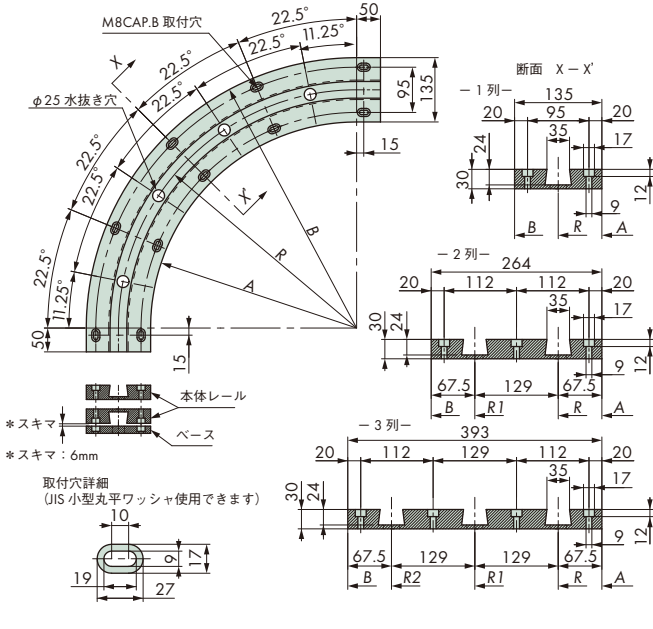 22.5°
50
M8CAP.B 取付穴
22.5°
11.25°
X
22.5°
22.5°
95
135
φ25 水抜き穴
15
22.5°
22.5°
X'
B
R
A
22.5°
11.25°
50
15
断面 X − X'
− 1 列−
135
20
95
20
35
17
24
30
12
9
B
R
A
− 2 列−
264
20
112
112
20
35
17
30
24
12
9
67.5
129
67.5
B
R1
R
A
− 3 列−
393
20
112
129
112
20
35
17
30
24
12
9
67.5
129
129
67.5
B
R2
R1
R
A
本体レール
＊スキマ
ベース
＊スキマ：6mm
取付穴詳細
（JIS 小型丸平ワッシャ使用できます）
10
9
17
19
27